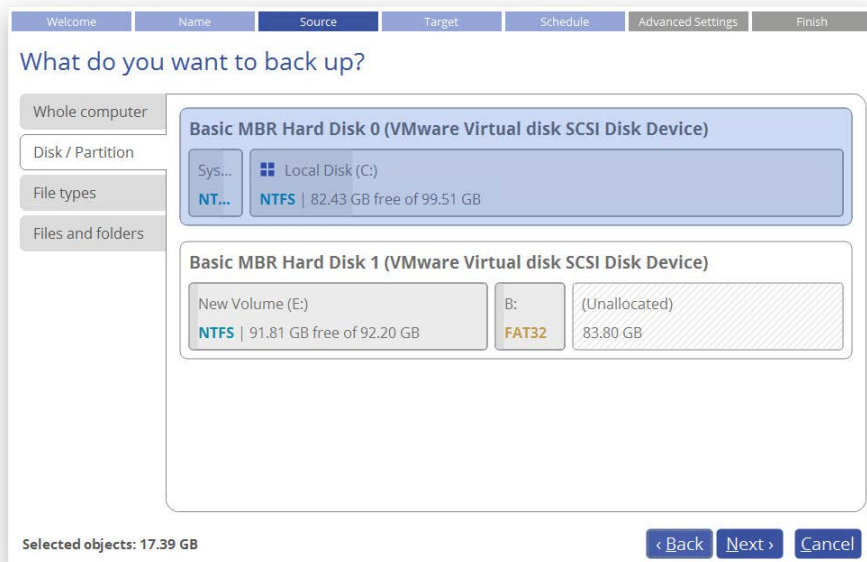 Welcome Name Source Target Schedule Advanced Settings Finish
What do you want to back up?
Whole computer
Disk / Partition
File types
Files and folders
Basic MBR Hard Disk 0 (VMware Virtual disk SCSI Disk Device)
Sys... Local Disk (C:)
NT... NTFS | 82.43 GB free of 99.51 GB
Basic MBR Hard Disk 1 (VMware Virtual disk SCSI Disk Device)
New Volume (E:) B: (Unallocated)
NTFS | 91.81 GB free of 92.20 GB FAT32 83.80 GB
Selected objects: 17.39 GB
‹ Back Next › Cancel